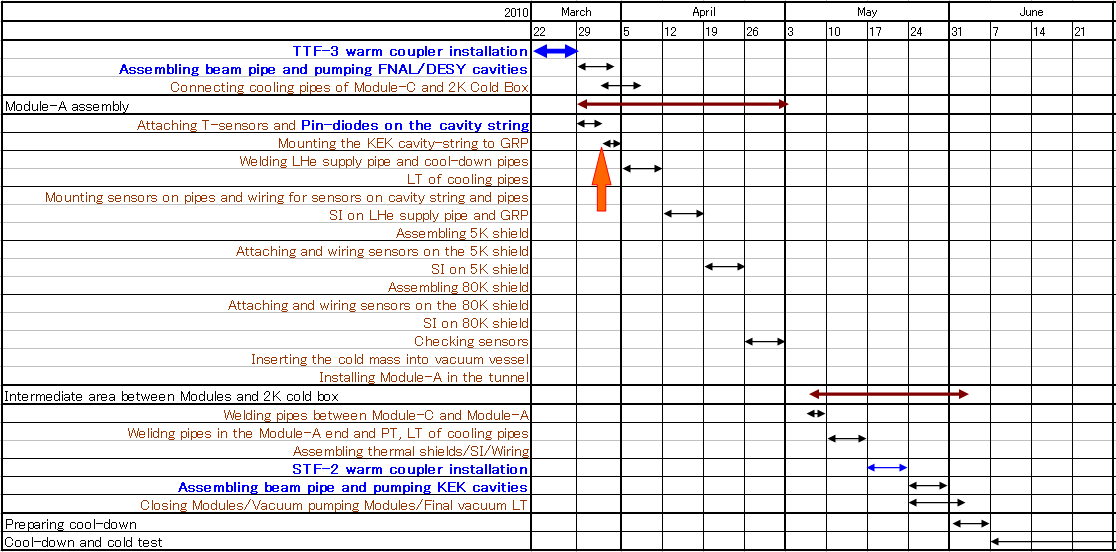 2010 March April May June
22 29 5 12 19 26 3 10 17 24 31 7 14 21
TTF-3 warm coupler installation
Assembling beam pipe and pumping FNAL/DESY cavities
Connecting cooling pipes of Module-C and 2K Cold Box
Module-A assembly
Attaching T-sensors and Pin-diodes on the cavity string
Mounting the KEK cavity-string to GRP
Welding LHe supply pipe and cool-down pipes
LT of cooling pipes
Mounting sensors on pipes and wiring for sensors on cavity string and pipes
SI on LHe supply pipe and GRP
Assembling 5K shield
Attaching and wiring sensors on the 5K shield
SI on 5K shield
Assembling 80K shield
Attaching and wiring sensors on the 80K shield
SI on 80K shield
Checking sensors
Inserting the cold mass into vacuum vessel
Installing Module-A in the tunnel
Intermediate area between Modules and 2K cold box
Welding pipes between Module-C and Module-A
Weliдng pipes in the Module-A end and PT, LT of cooling pipes
Assembling thermal shields/SI/Wiring
STF-2 warm coupler installation
Assembling beam pipe and pumping KEK cavities
Closing Modules/Vacuum pumping Modules/Final vacuum LT
Preparing cool-down
Cool-down and cold test